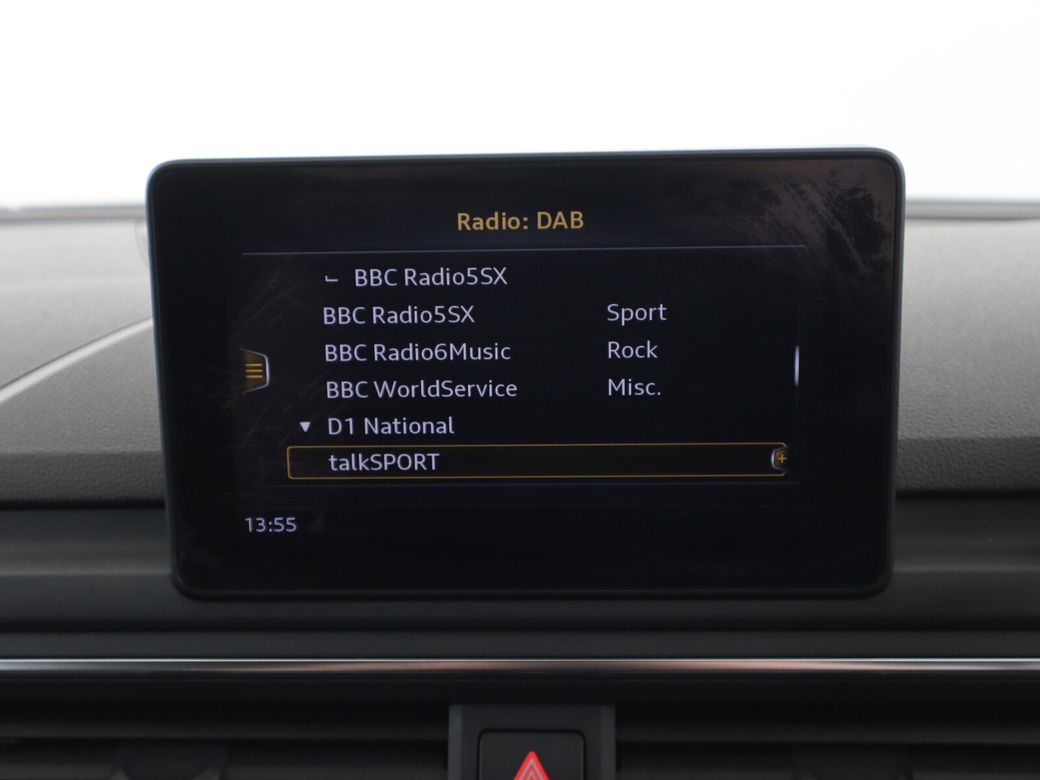 Radio: DAB
BBC Radio5SX
BBC Radio5SX Sport
BBC Radio6Music Rock
BBC WorldService Misc.
D1 National
talkSPORT
13:55